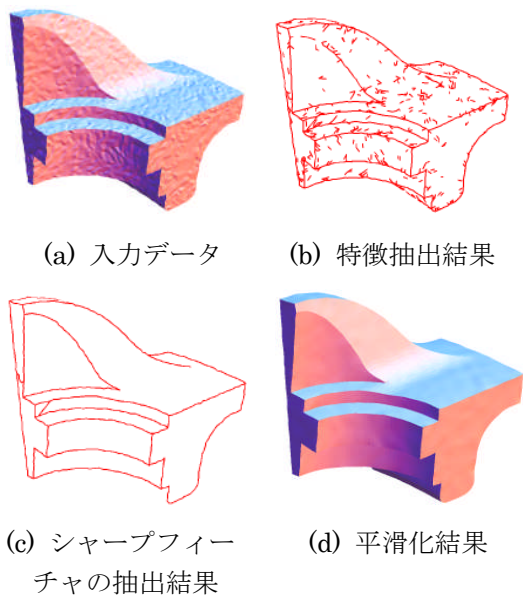 (a) 入力データ
(b) 特徴抽出結果
(c) シャープフィー
チャの抽出結果
(d) 平滑化結果